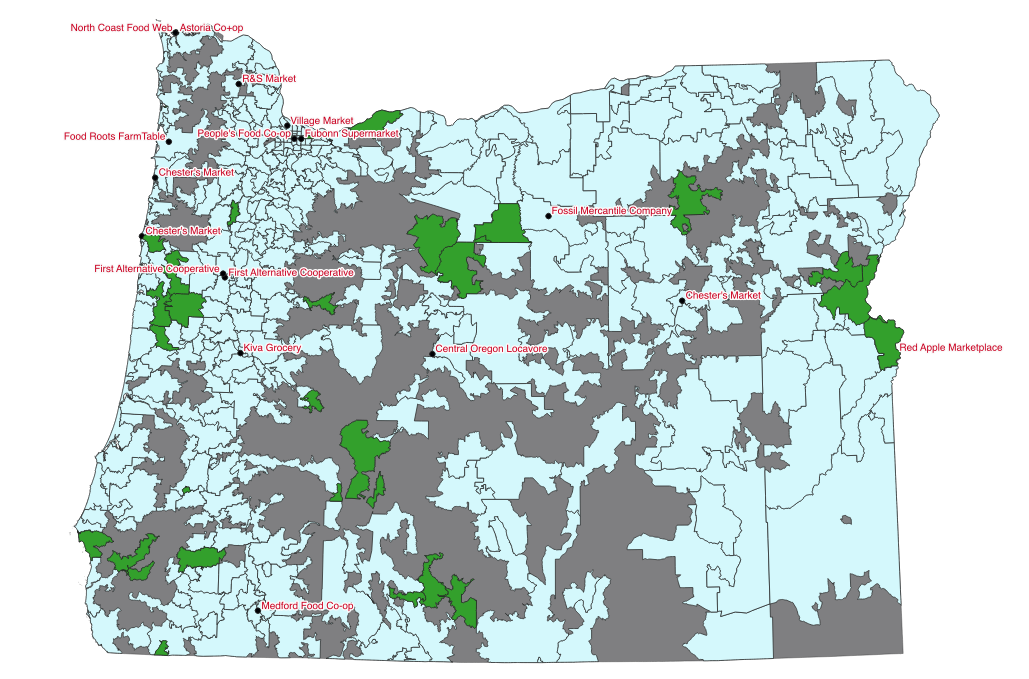 North Coast Food Web
Astoria Co+op
R&S Market
Village Market
People's Food Co-op
Fubonn Supermarket
Food Roots FarmTable
Chester's Market
Fossil Mercantile Company
Chester's Market
First Alternative Cooperative
First Alternative Cooperative
Chester's Market
Kiva Grocery
Central Oregon Locavore
Red Apple Marketplace
Medford Food Co-op